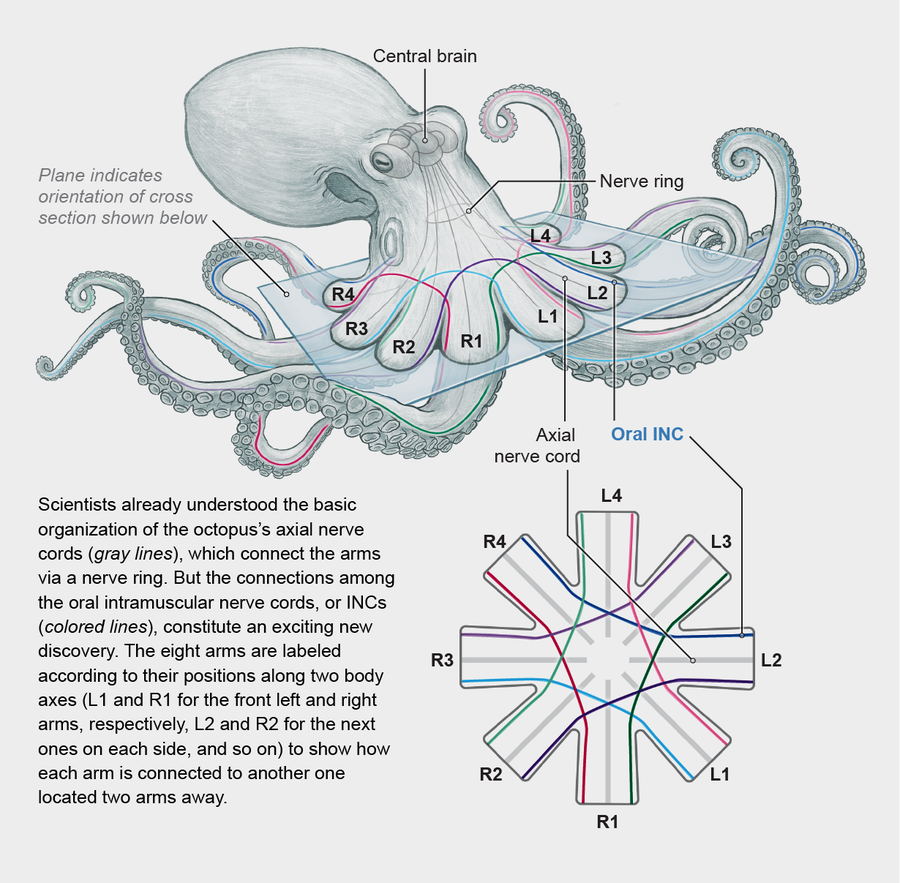 Central brain
Plane indicates
orientation of cross
section shown below
Nerve ring
L4
L3
L2
L1
R4
R3
R2
R1
Axial
nerve cord
Oral INC
Scientists already understood the basic
organization of the octopus’s axial nerve
cords (gray lines), which connect the arms
via a nerve ring. But the connections among
the oral intramuscular nerve cords, or INCs
(colored lines), constitute an exciting new
discovery. The eight arms are labeled
according to their positions along two body
axes (L1 and R1 for the front left and right
arms, respectively, L2 and R2 for the next
ones on each side, and so on) to show how
each arm is connected to another one
located two arms away.
L4
R4
L3
R3
L2
R2
L1
R1